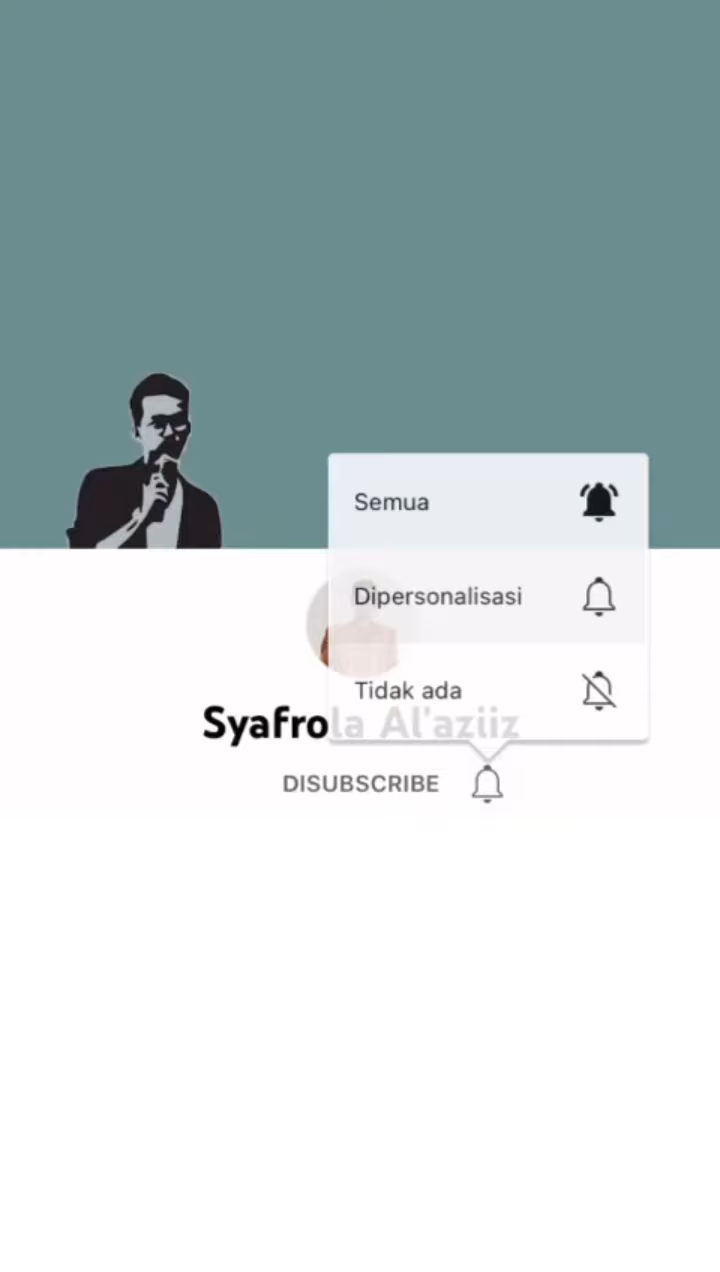 Semua
Dipersonalisasi
Tidak ada
Syafrola Al'aziiz
DISUBSCRIBE